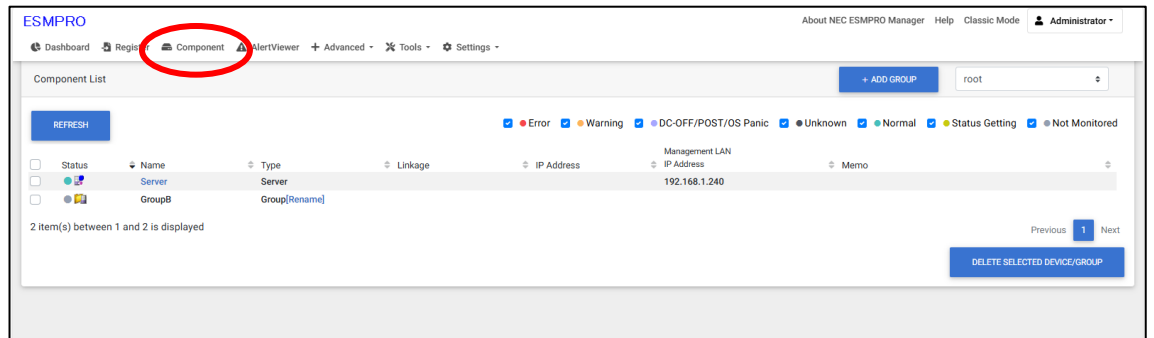 ESMPRO
About NEC ESMPRO Manager Help Classic Mode Administrator
Dashboard Register Component AlertViewer + Advanced Tools Settings
Component List
+ ADD GROUP
root
REFRESH
Error Warning DC-OFF/POST/OS Panic Unknown Normal Status Getting Not Monitored
Status Name Type Linkage IP Address Management LAN IP Address Memo
Server Server 192.168.1.240
GroupB Group[Rename]
2 item(s) between 1 and 2 is displayed
Previous 1 Next
DELETE SELECTED DEVICE/GROUP